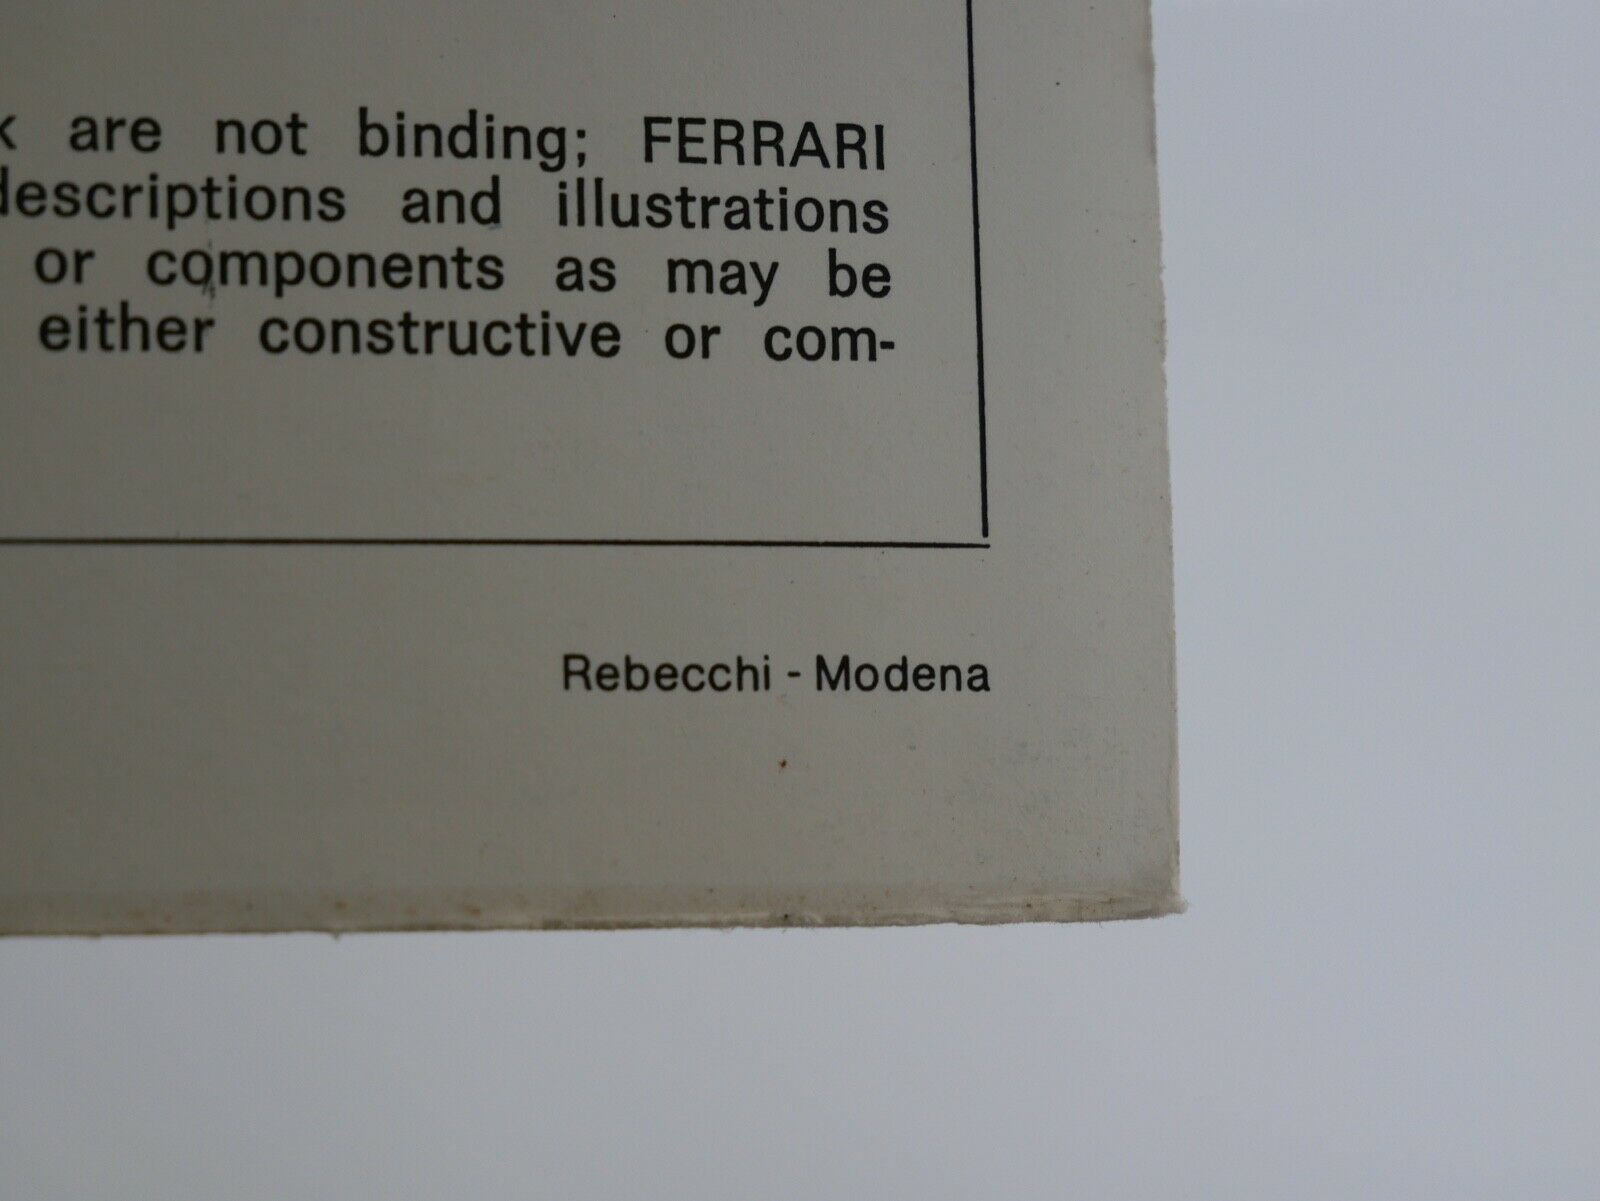 are not binding; FERRARI
descriptions and illustrations
or components as may be
either constructive or com-
Rebecchi - Modena